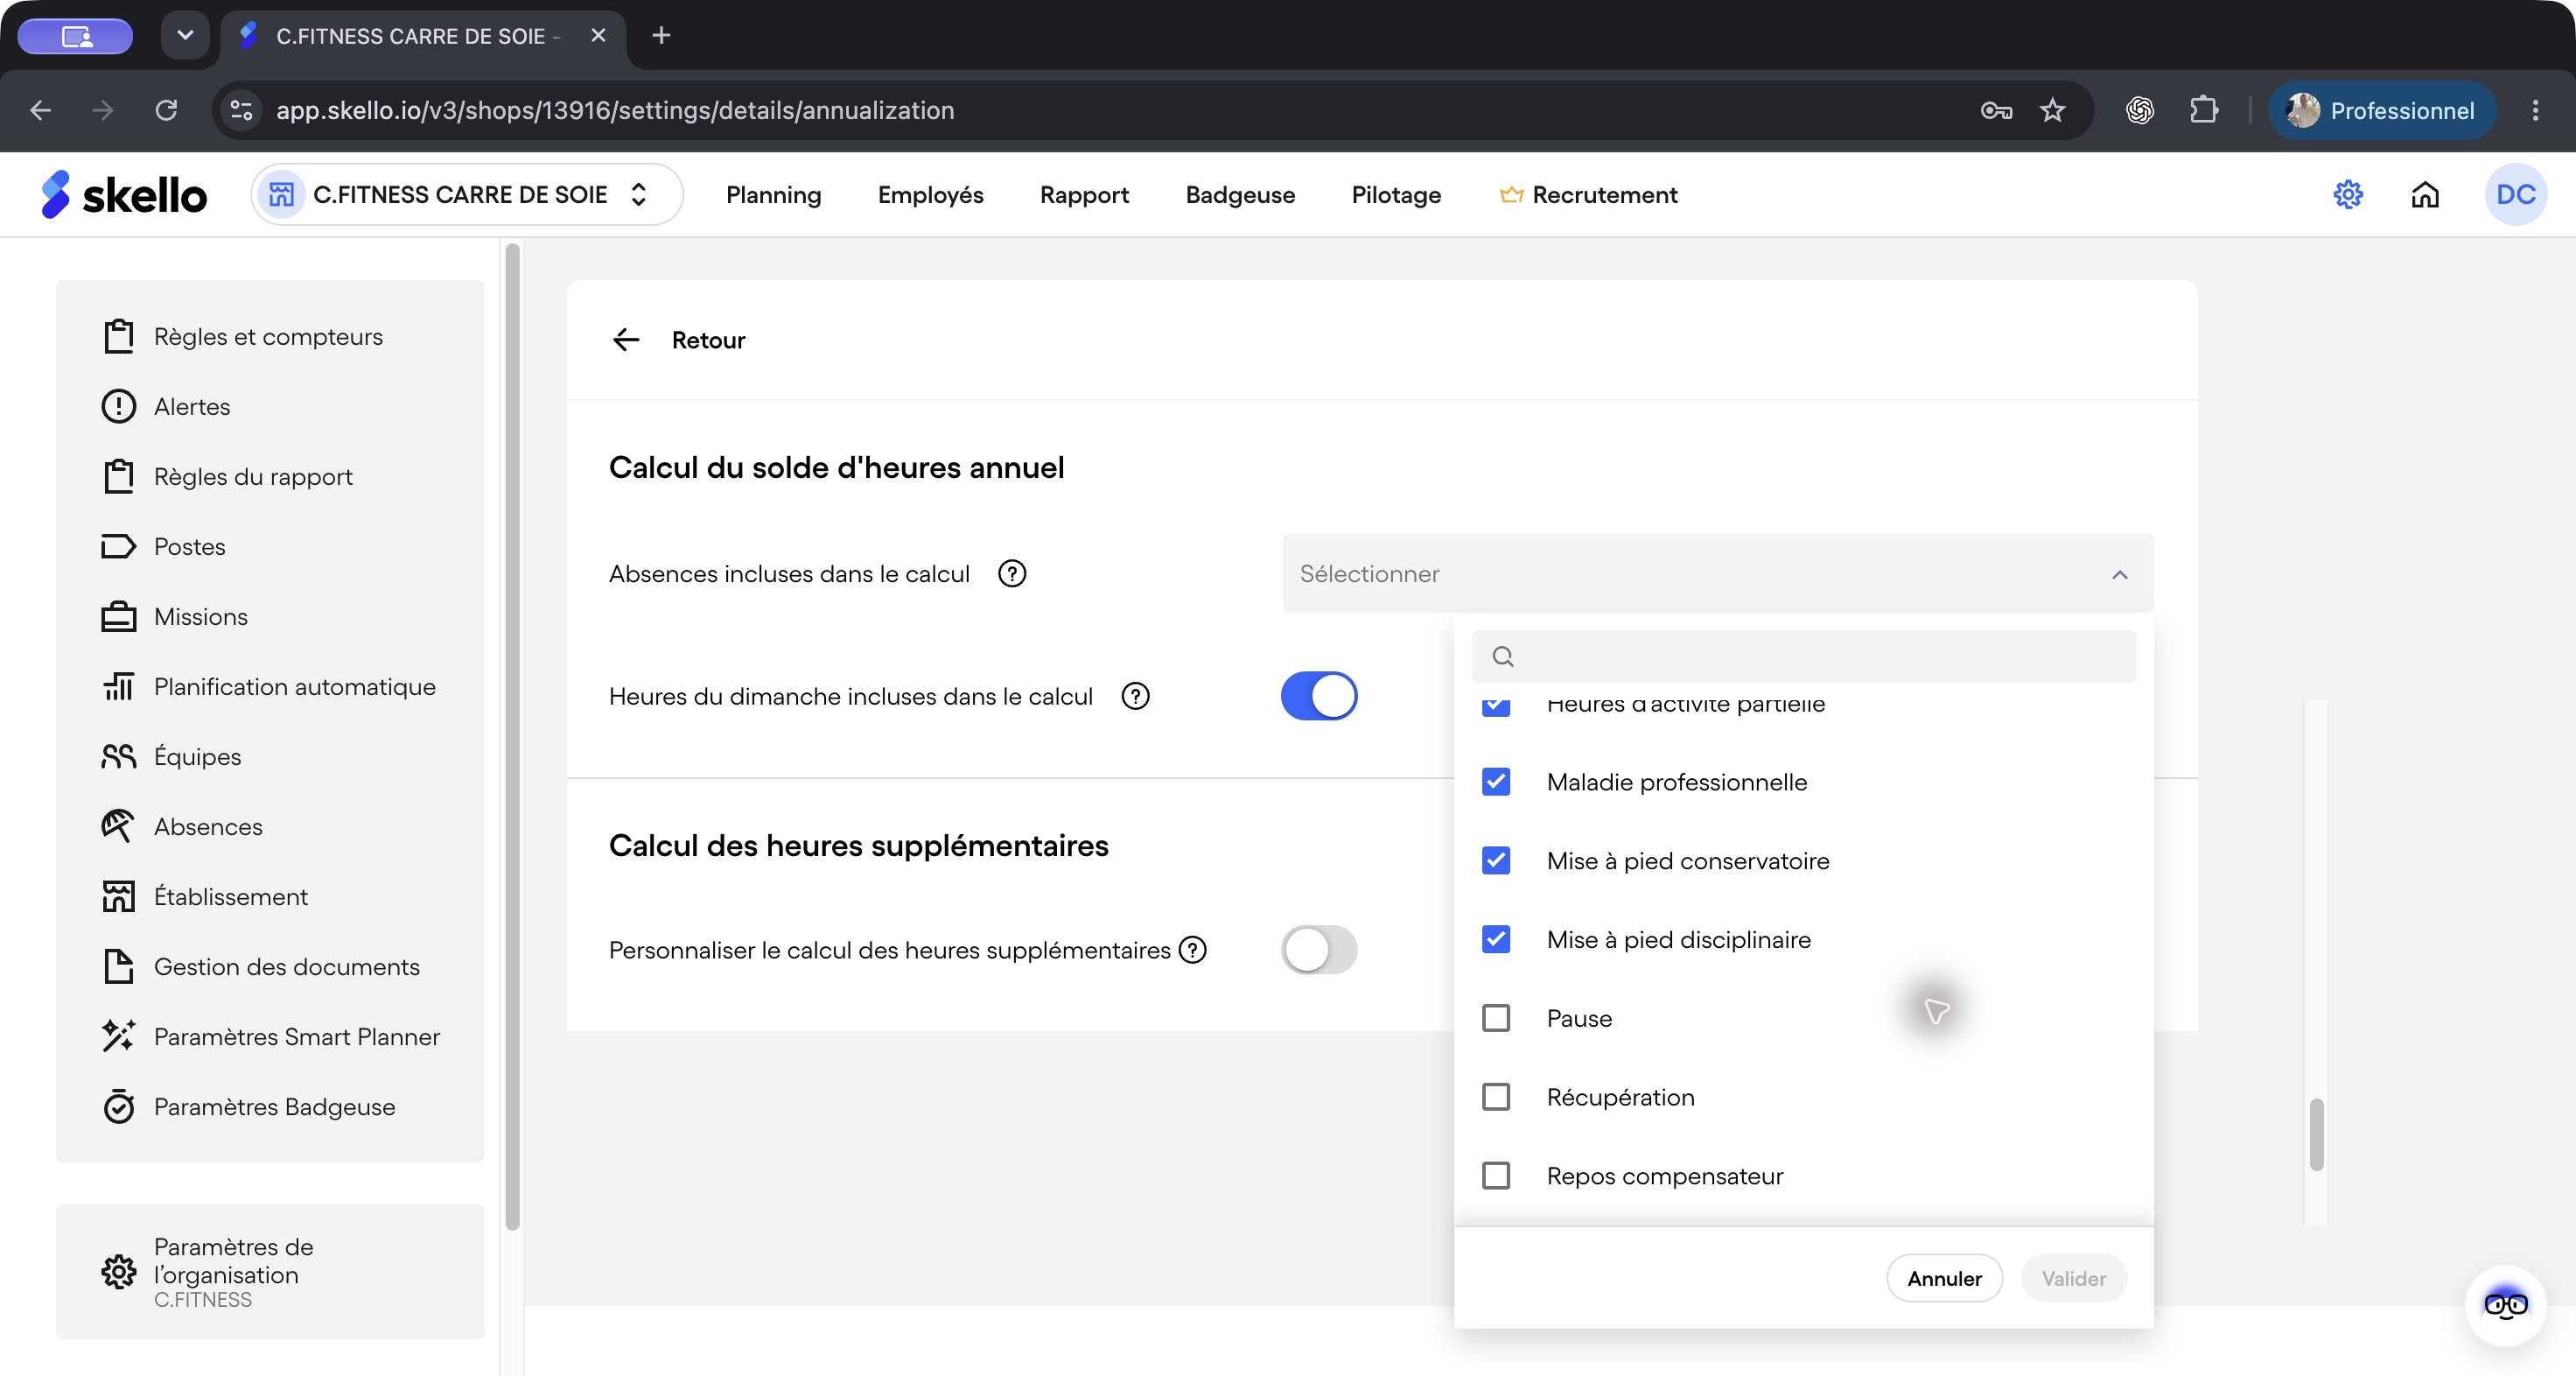 C.FITNESS CARRE DE SOIE -
app.skello.io/v3/shops/13916/settings/details/annualization
Professionnel
skello
C.FITNESS CARRE DE SOIE
Planning
Employés
Rapport
Badgeuse
Pilotage
Recrutement
DC
Règles et compteurs
Alertes
Règles du rapport
Postes
Missions
Planification automatique
Équipes
Absences
Établissement
Gestion des documents
Paramètres Smart Planner
Paramètres Badgeuse
Paramètres de
l’organisation
C.FITNESS
Retour
Calcul du solde d'heures annuel
Absences incluses dans le calcul
Sélectionner
Heures du dimanche incluses dans le calcul
Calcul des heures supplémentaires
Personnaliser le calcul des heures supplémentaires
Heures d'activité partielle
Maladie professionnelle
Mise à pied conservatoire
Mise à pied disciplinaire
Pause
Récupération
Repos compensateur
Annuler
Valider